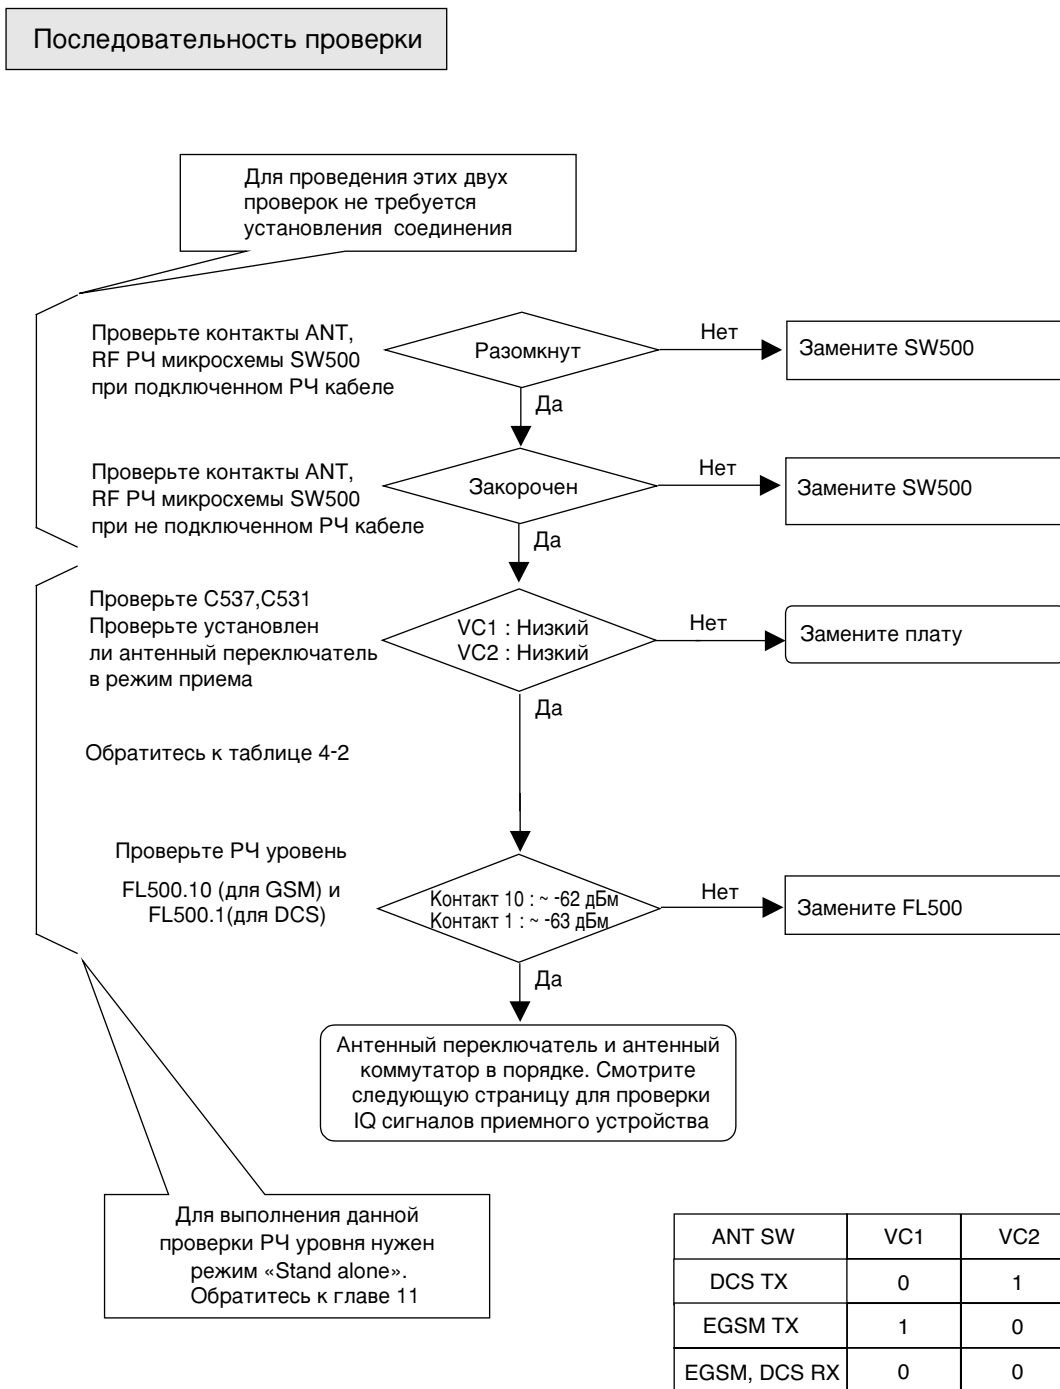 Последовательность проверки
Для проведения этих двух
проверок не требуется
установления соединения
Проверьте контакты ANT,
RF РЧ микросхемы SW500
при подключенном РЧ кабеле
Разомкнут
Нет
Замените SW500
Да
Проверьте контакты ANT,
RF РЧ микросхемы SW500
при не подключенном РЧ кабеле
Закорочен
Нет
Замените SW500
Да
Проверьте C537,C531
Проверьте установлен
ли антенный переключатель
в режим приема
VC1 : Низкий
VC2 : Низкий
Нет
Замените плату
Да
Обратитесь к таблице 4-2
Проверьте РЧ уровень
FL500.10 (для GSM) и
FL500.1(для DCS)
Контакт 10 : ~ -62 дБм
Контакт 1 : ~ -63 дБм
Нет
Замените FL500
Да
Антенный переключатель и антенный
коммутатор в порядке. Смотрите
следующую страницу для проверки
IQ сигналов приемного устройства
Для выполнения данной
проверки РЧ уровня нужен
режим «Stand alone».
Обратитесь к главе 11
ANT SW VC1 VC2
DCS TX 0 1
EGSM TX 1 0
EGSM, DCS RX 0 0